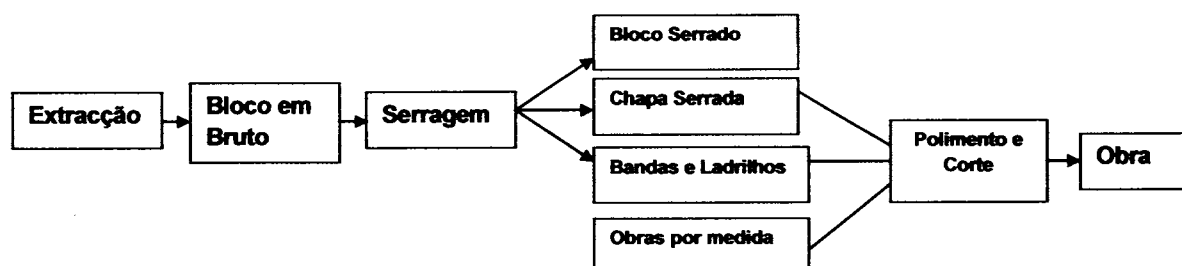 Extracção
Bloco em
Bruto
Serragem
Bloco Serrado
Chapa Serrada
Bandas e Ladrilhos
Obras por medida
Polimento e
Corte
Obra